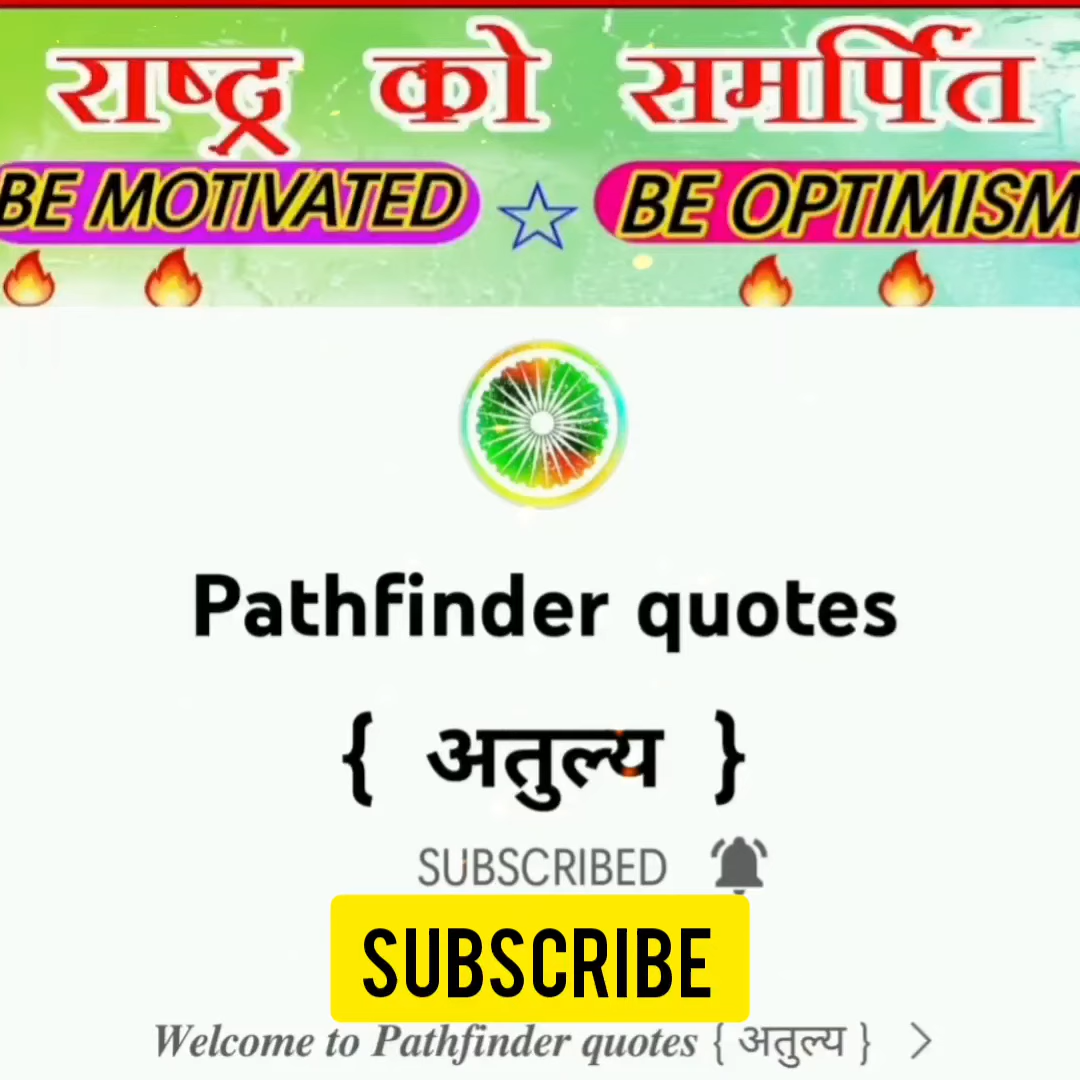 राष्ट्र को समर्पित
BE MOTIVATED ☆ BE OPTIMISM
Pathfinder quotes
{ अतुल्य }
SUBSCRIBED
SUBSCRIBE
Welcome to Pathfinder quotes { अतुल्य } >